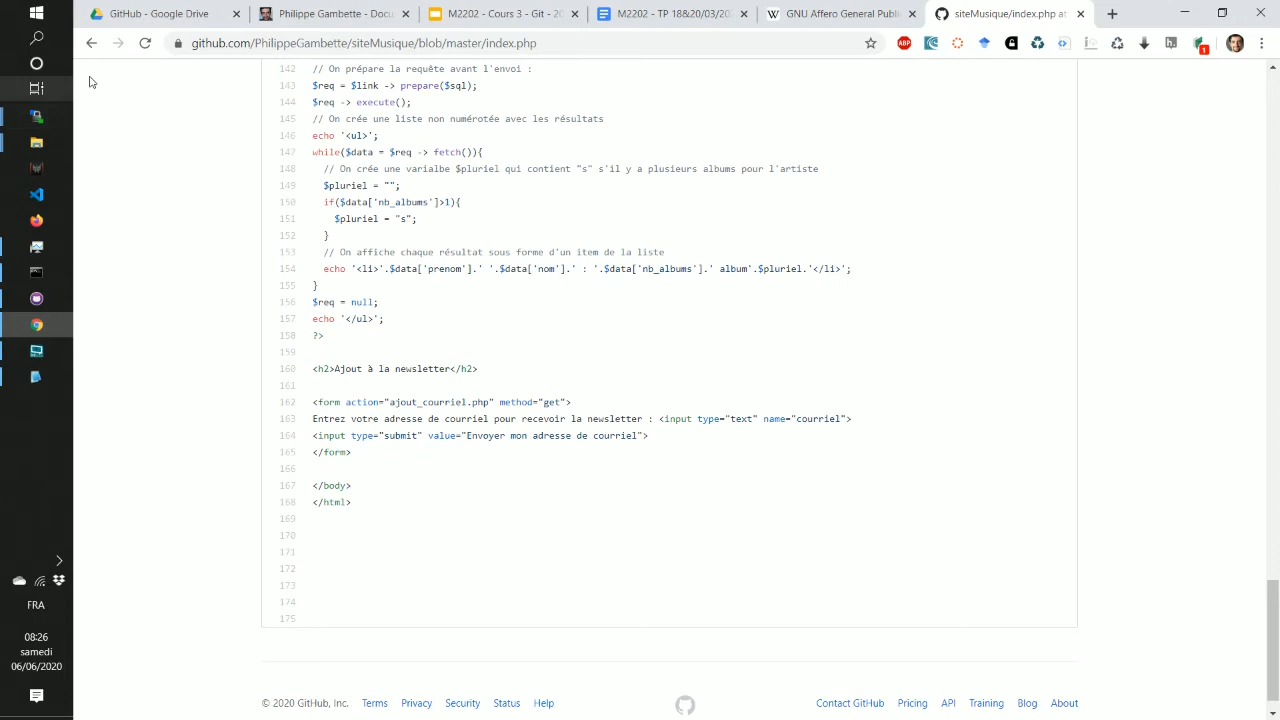 GitHub - Google Drive
Philippe Gambette - Docu
M2202 - Cours 3 - Git - 20
M2202 - TP 18&20/03/20
GNU Affero General Publi
siteMusique/index.php at
github.com/PhilippeGambette/siteMusique/blob/master/index.php
ABP
1
142 // On prépare la requête avant l'envoi :
143 $req = $link -> prepare($sql);
144 $req -> execute();
145 // On crée une liste non numérotée avec les résultats
146 echo '<ul>';
147 while($data = $req -> fetch()){
148 // On crée une varialbe $pluriel qui contient "s" s'il y a plusieurs albums pour l'artiste
149 $pluriel = "";
150 if($data['nb_albums']>1){
151 $pluriel = "s";
152 }
153 // On affiche chaque résultat sous forme d'un item de la liste
154 echo '<li>'.$data['prenom'].' '.$data['nom'].' : '.$data['nb_albums'].' album'.$pluriel.'</li>';
155 }
156 $req = null;
157 echo '</ul>';
158 ?>
159
160 <h2>Ajout à la newsletter</h2>
161
162 <form action="ajout_courriel.php" method="get">
163 Entrez votre adresse de courriel pour recevoir la newsletter : <input type="text" name="courriel">
164 <input type="submit" value="Envoyer mon adresse de courriel">
165 </form>
166
167 </body>
168 </html>
169
170
171
172
173
174
175
© 2020 GitHub, Inc. Terms Privacy Security Status Help Contact GitHub Pricing API Training Blog About
FRA
08:26
samedi
06/06/2020